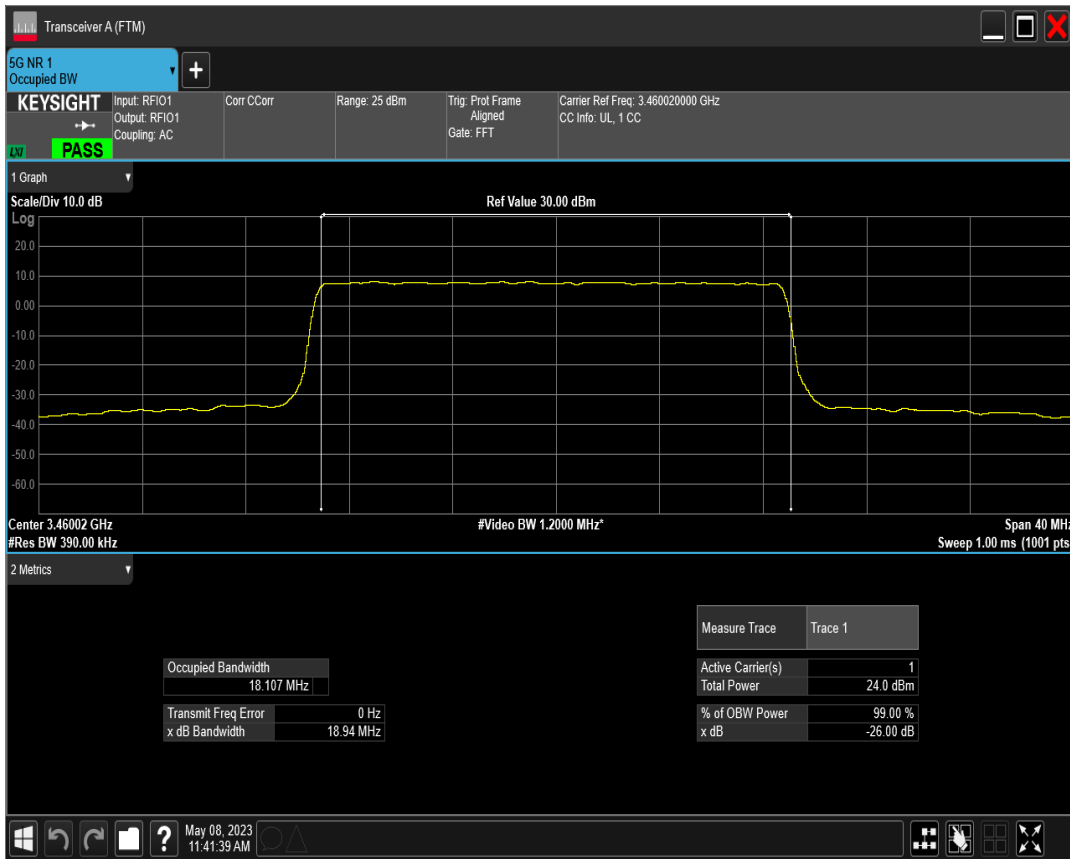 Transceiver A (FTM)
5G NR 1
Occupied BW
+
KEYSIGHT
LXI
PASS
Input: RFIO1
Output: RFIO1
Coupling: AC
Corr CCorr
Range: 25 dBm
Trig: Prot Frame
Aligned
Gate: FFT
Carrier Ref Freq: 3.460020000 GHz
CC Info: UL, 1 CC
1 Graph
Scale/Div 10.0 dB
Ref Value 30.00 dBm
Log
20.0
10.0
0.00
-10.0
-20.0
-30.0
-40.0
-50.0
-60.0
Center 3.46002 GHz
#Video BW 1.2000 MHz*
Span 40 MHz
#Res BW 390.00 kHz
Sweep 1.00 ms (1001 pts
2 Metrics
Measure Trace Trace 1
Occupied Bandwidth
18.107 MHz
Active Carrier(s) 1
Total Power 24.0 dBm
Transmit Freq Error 0 Hz
x dB Bandwidth 18.94 MHz
% of OBW Power 99.00 %
x dB -26.00 dB
?
May 08, 2023
11:41:39 AM